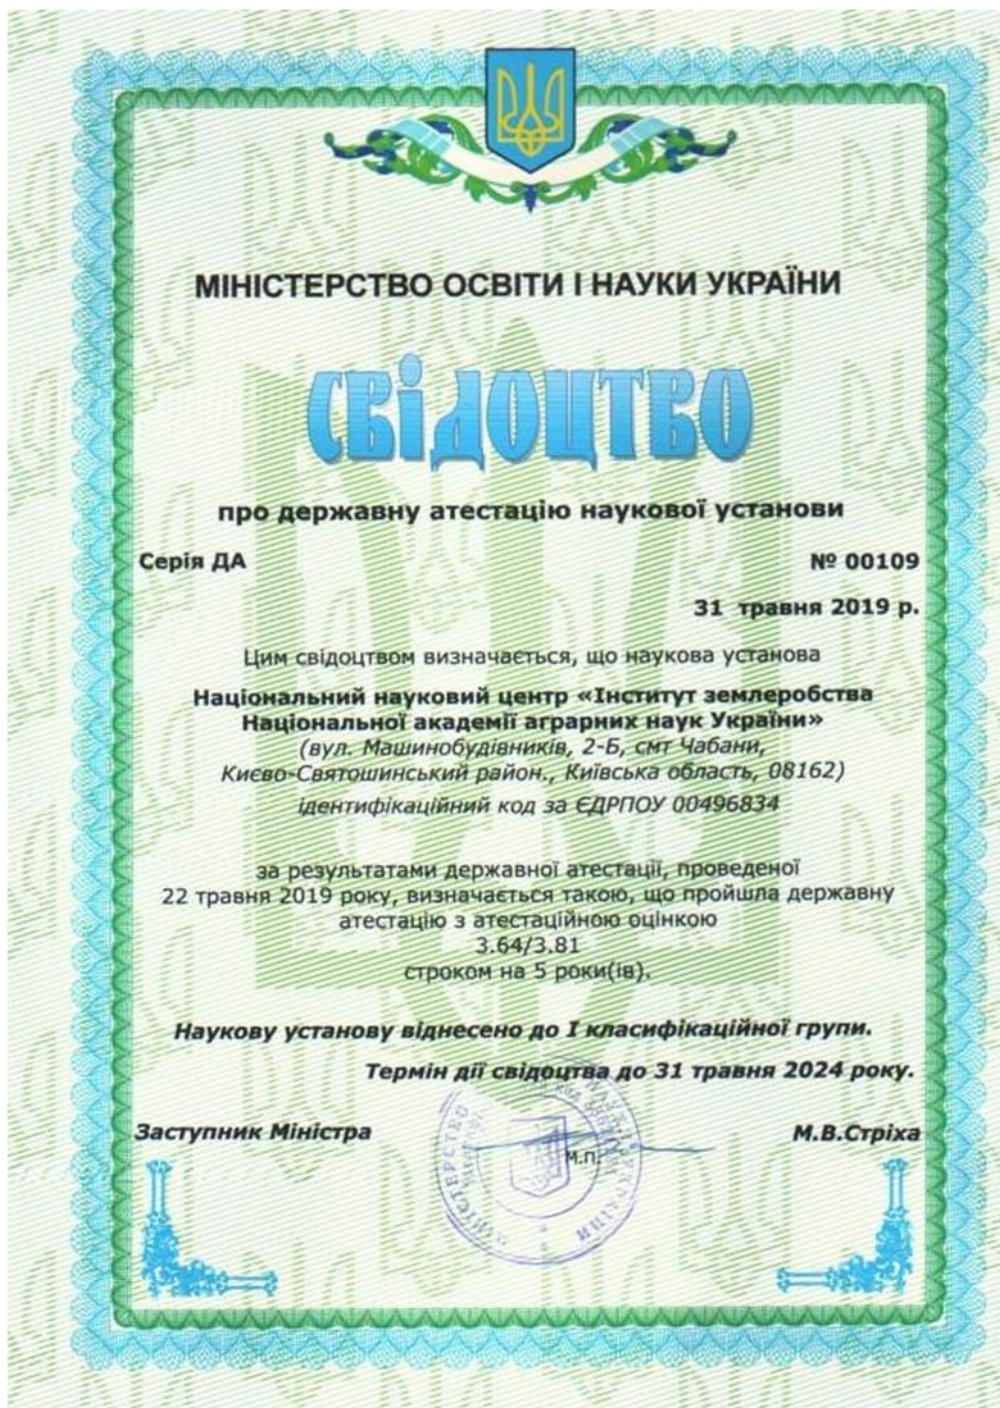 МІНІСТЕРСТВО ОСВІТИ І НАУКИ УКРАЇНИ
СВІДОЦТВО
про державну атестацію наукової установи
Серія ДА № 00109
31 травня 2019 р.
Цим свідоцтвом визначається, що наукова установа
Національний науковий центр «Інститут землеробства
Національної академії аграрних наук України»
(вул. Машинобудівників, 2-Б, смт Чабани,
Києво-Святошинський район., Київська область, 08162)
ідентифікаційний код за ЄДРПОУ 00496834
за результатами державної атестації, проведеної
22 травня 2019 року, визначається такою, що пройшла державну
атестацію з атестаційною оцінкою
3.64/3.81
строком на 5 роки(ів).
Наукову установу віднесено до I класифікаційної групи.
Термін дії свідоцтва до 31 травня 2024 року.
Заступник Міністра М.В.Стріха
М.П.